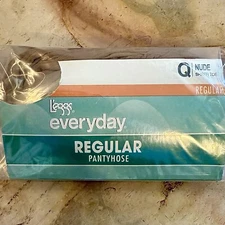 Q NUDE
REGULAR
L'eggs
everyday
REGULAR
PANTYHOSE